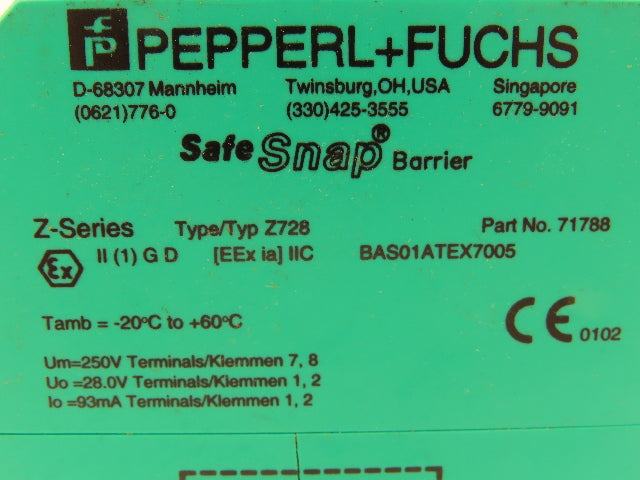 PEPPERL+FUCHS
D-68307 Mannheim Twinsburg,OH,USA Singapore
(0621)776-0 (330)425-3555 6779-9091
Safe Snap® Barrier
Z-Series Type/Typ Z728 Part No. 71788
Ex II (1) G D [EEx ia] IIC BAS01ATEX7005
Tamb = -20°C to +60°C
CE 0102
Um=250V Terminals/Klemmen 7, 8
Uo =28.0V Terminals/Klemmen 1, 2
Io =93mA Terminals/Klemmen 1, 2